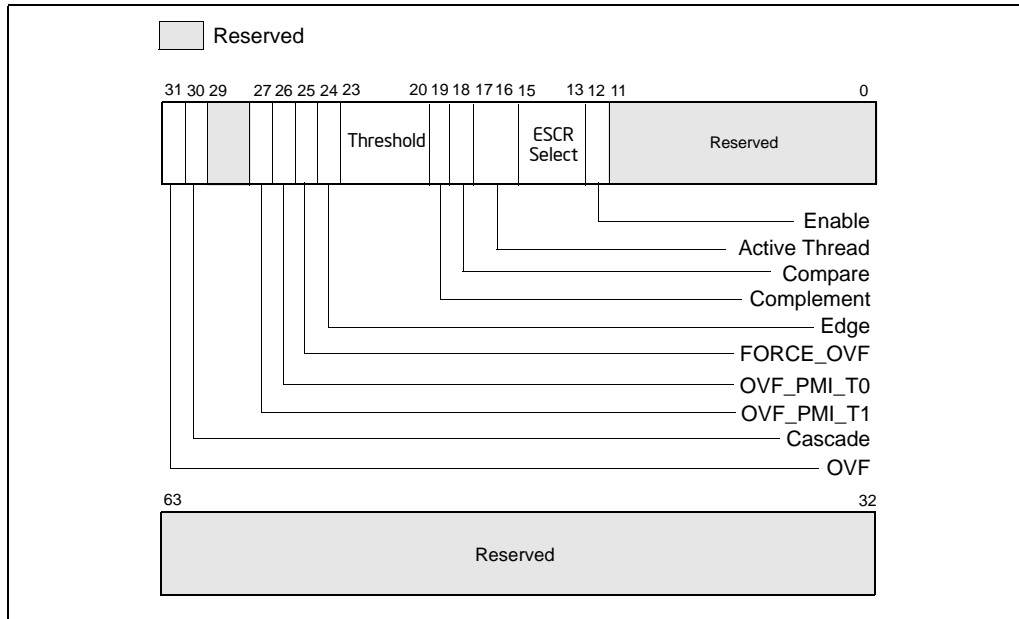 Reserved
31 30 29 27 26 25 24 23 20 19 18 17 16 15 13 12 11 0
Threshold
ESCR
Select
Reserved
Enable
Active Thread
Compare
Complement
Edge
FORCE_OVF
OVF_PMI_T0
OVF_PMI_T1
Cascade
OVF
63 32
Reserved